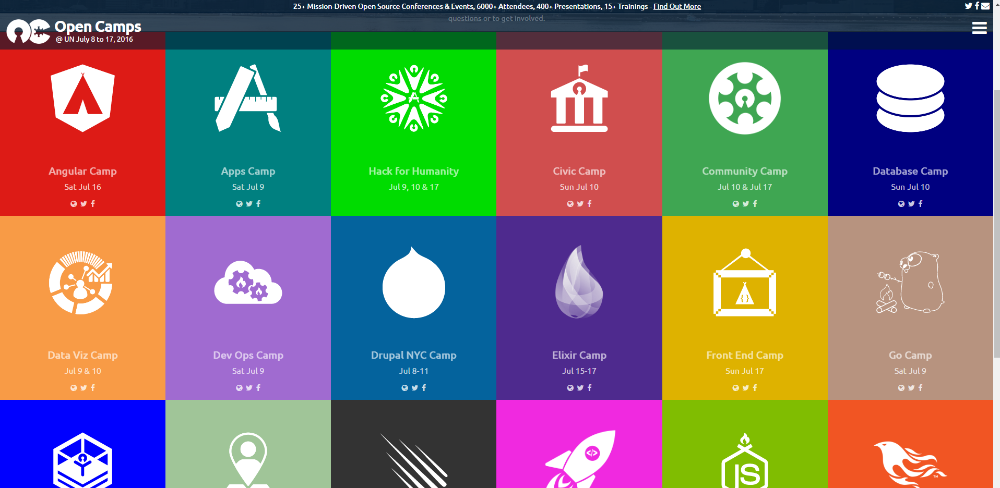 25+ Mission-Driven Open Source Conferences & Events, 6000+ Attendees, 400+ Presentations, 15+ Trainings - Find Out More
questions or to get involved.
Open Camps
@ UN July 8 to 17, 2016
Angular Camp
Sat Jul 16
Apps Camp
Sat Jul 9
Hack for Humanity
Jul 9, 10 & 17
Civic Camp
Sun Jul 10
Community Camp
Jul 10 & Jul 17
Database Camp
Sun Jul 10
Data Viz Camp
Jul 9 & 10
Dev Ops Camp
Sat Jul 9
Drupal NYC Camp
Jul 8-11
Elixir Camp
Jul 15-17
{ }
Front End Camp
Sun Jul 17
Go Camp
Sat Jul 9
</>
JS
TM